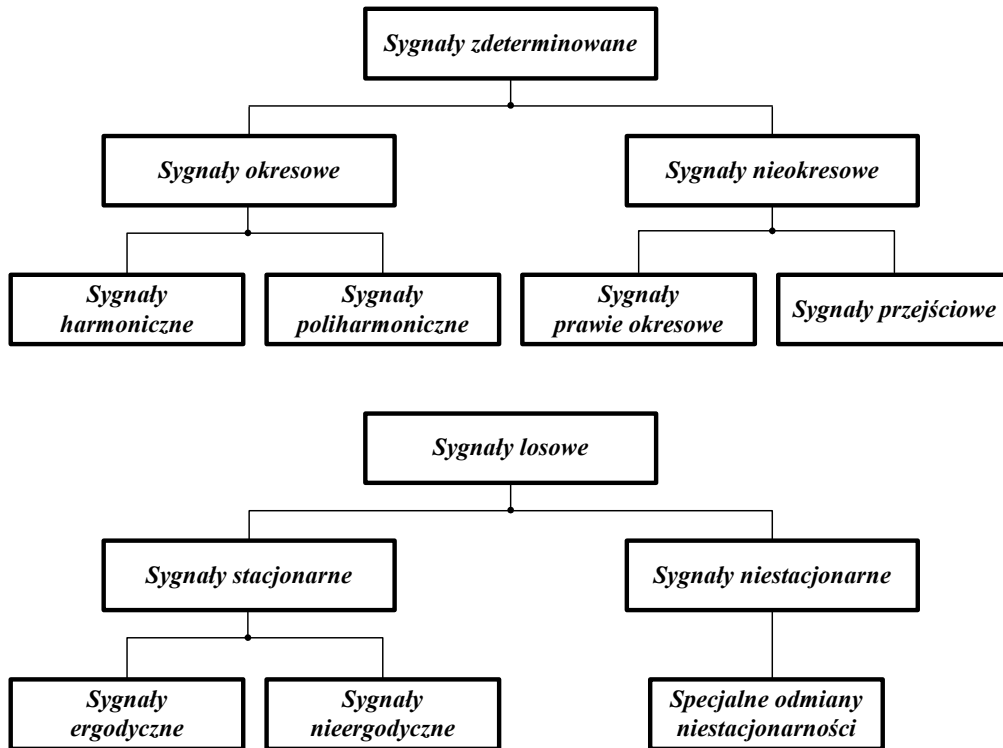 Sygnały zdeterminowane
Sygnały okresowe
Sygnały nieokresowe
Sygnały
harmoniczne
Sygnały
poliharmoniczne
Sygnały
prawie okresowe
Sygnały przejściowe
Sygnały losowe
Sygnały stacjonarne
Sygnały niestacjonarne
Sygnały
ergodyczne
Sygnały
nieergodyczne
Specjalne odmiany
niestacjonarności